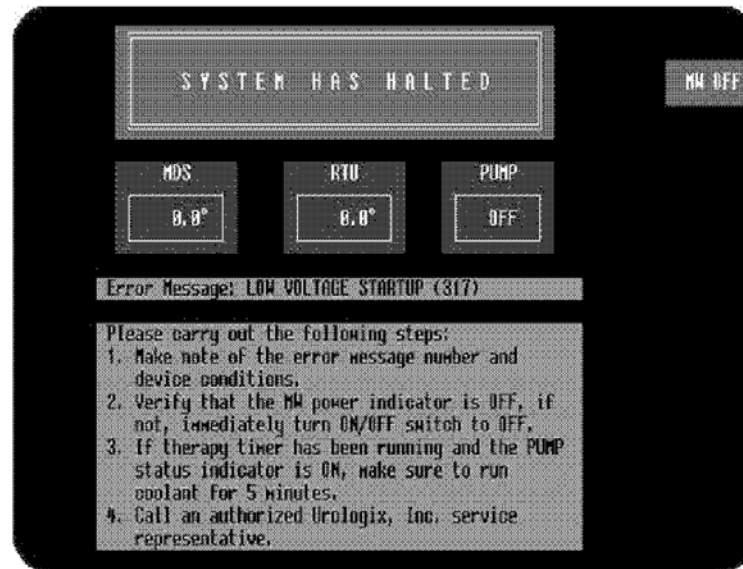 SYSTEM HAS HALTED
MW OFF
MDS
RTU
PUMP
0.0°
0.0°
OFF
Error Message: LOW VOLTAGE STARTUP (317)
Please carry out the following steps:
1. Make note of the error message number and
device conditions.
2. Verify that the MW power indicator is OFF, if
not, immediately turn ON/OFF switch to OFF.
3. If therapy timer has been running and the PUMP
status indicator is ON, make sure to run
coolant for 5 minutes.
4. Call an authorized Urologix, Inc. service
representative.